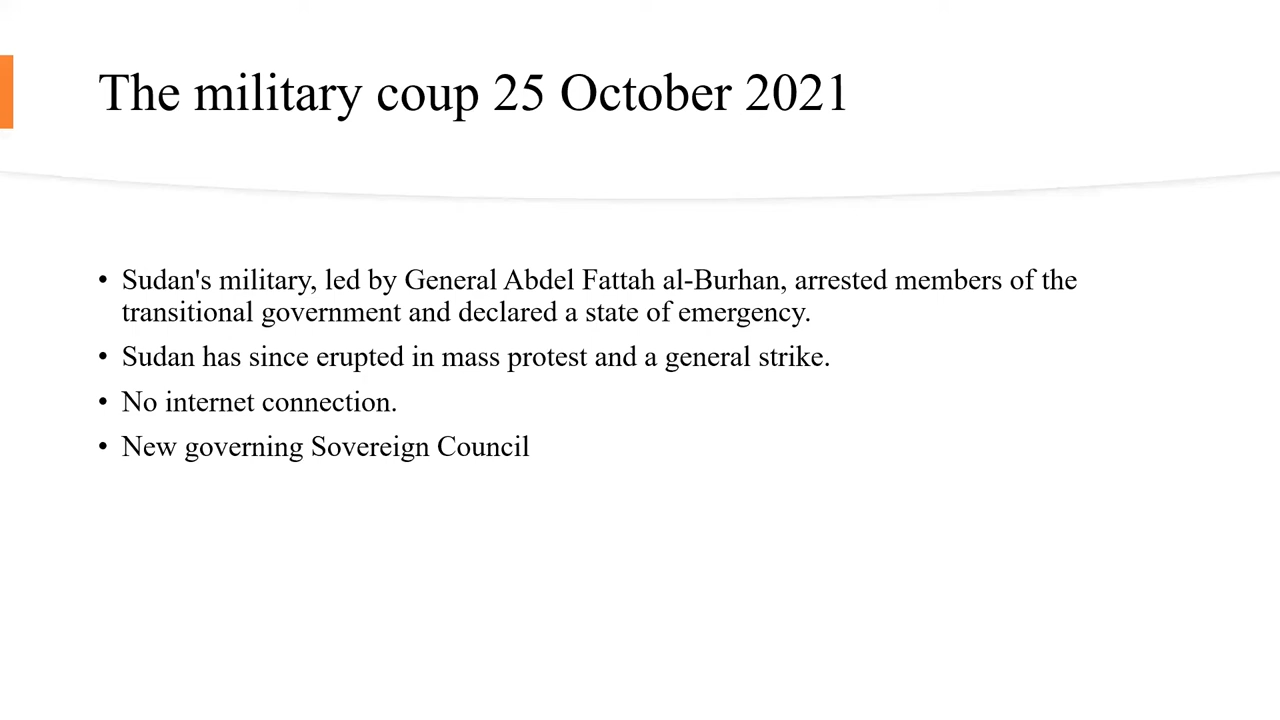 The military coup 25 October 2021
• Sudan's military, led by General Abdel Fattah al-Burhan, arrested members of the
transitional government and declared a state of emergency.
• Sudan has since erupted in mass protest and a general strike.
• No internet connection.
• New governing Sovereign Council